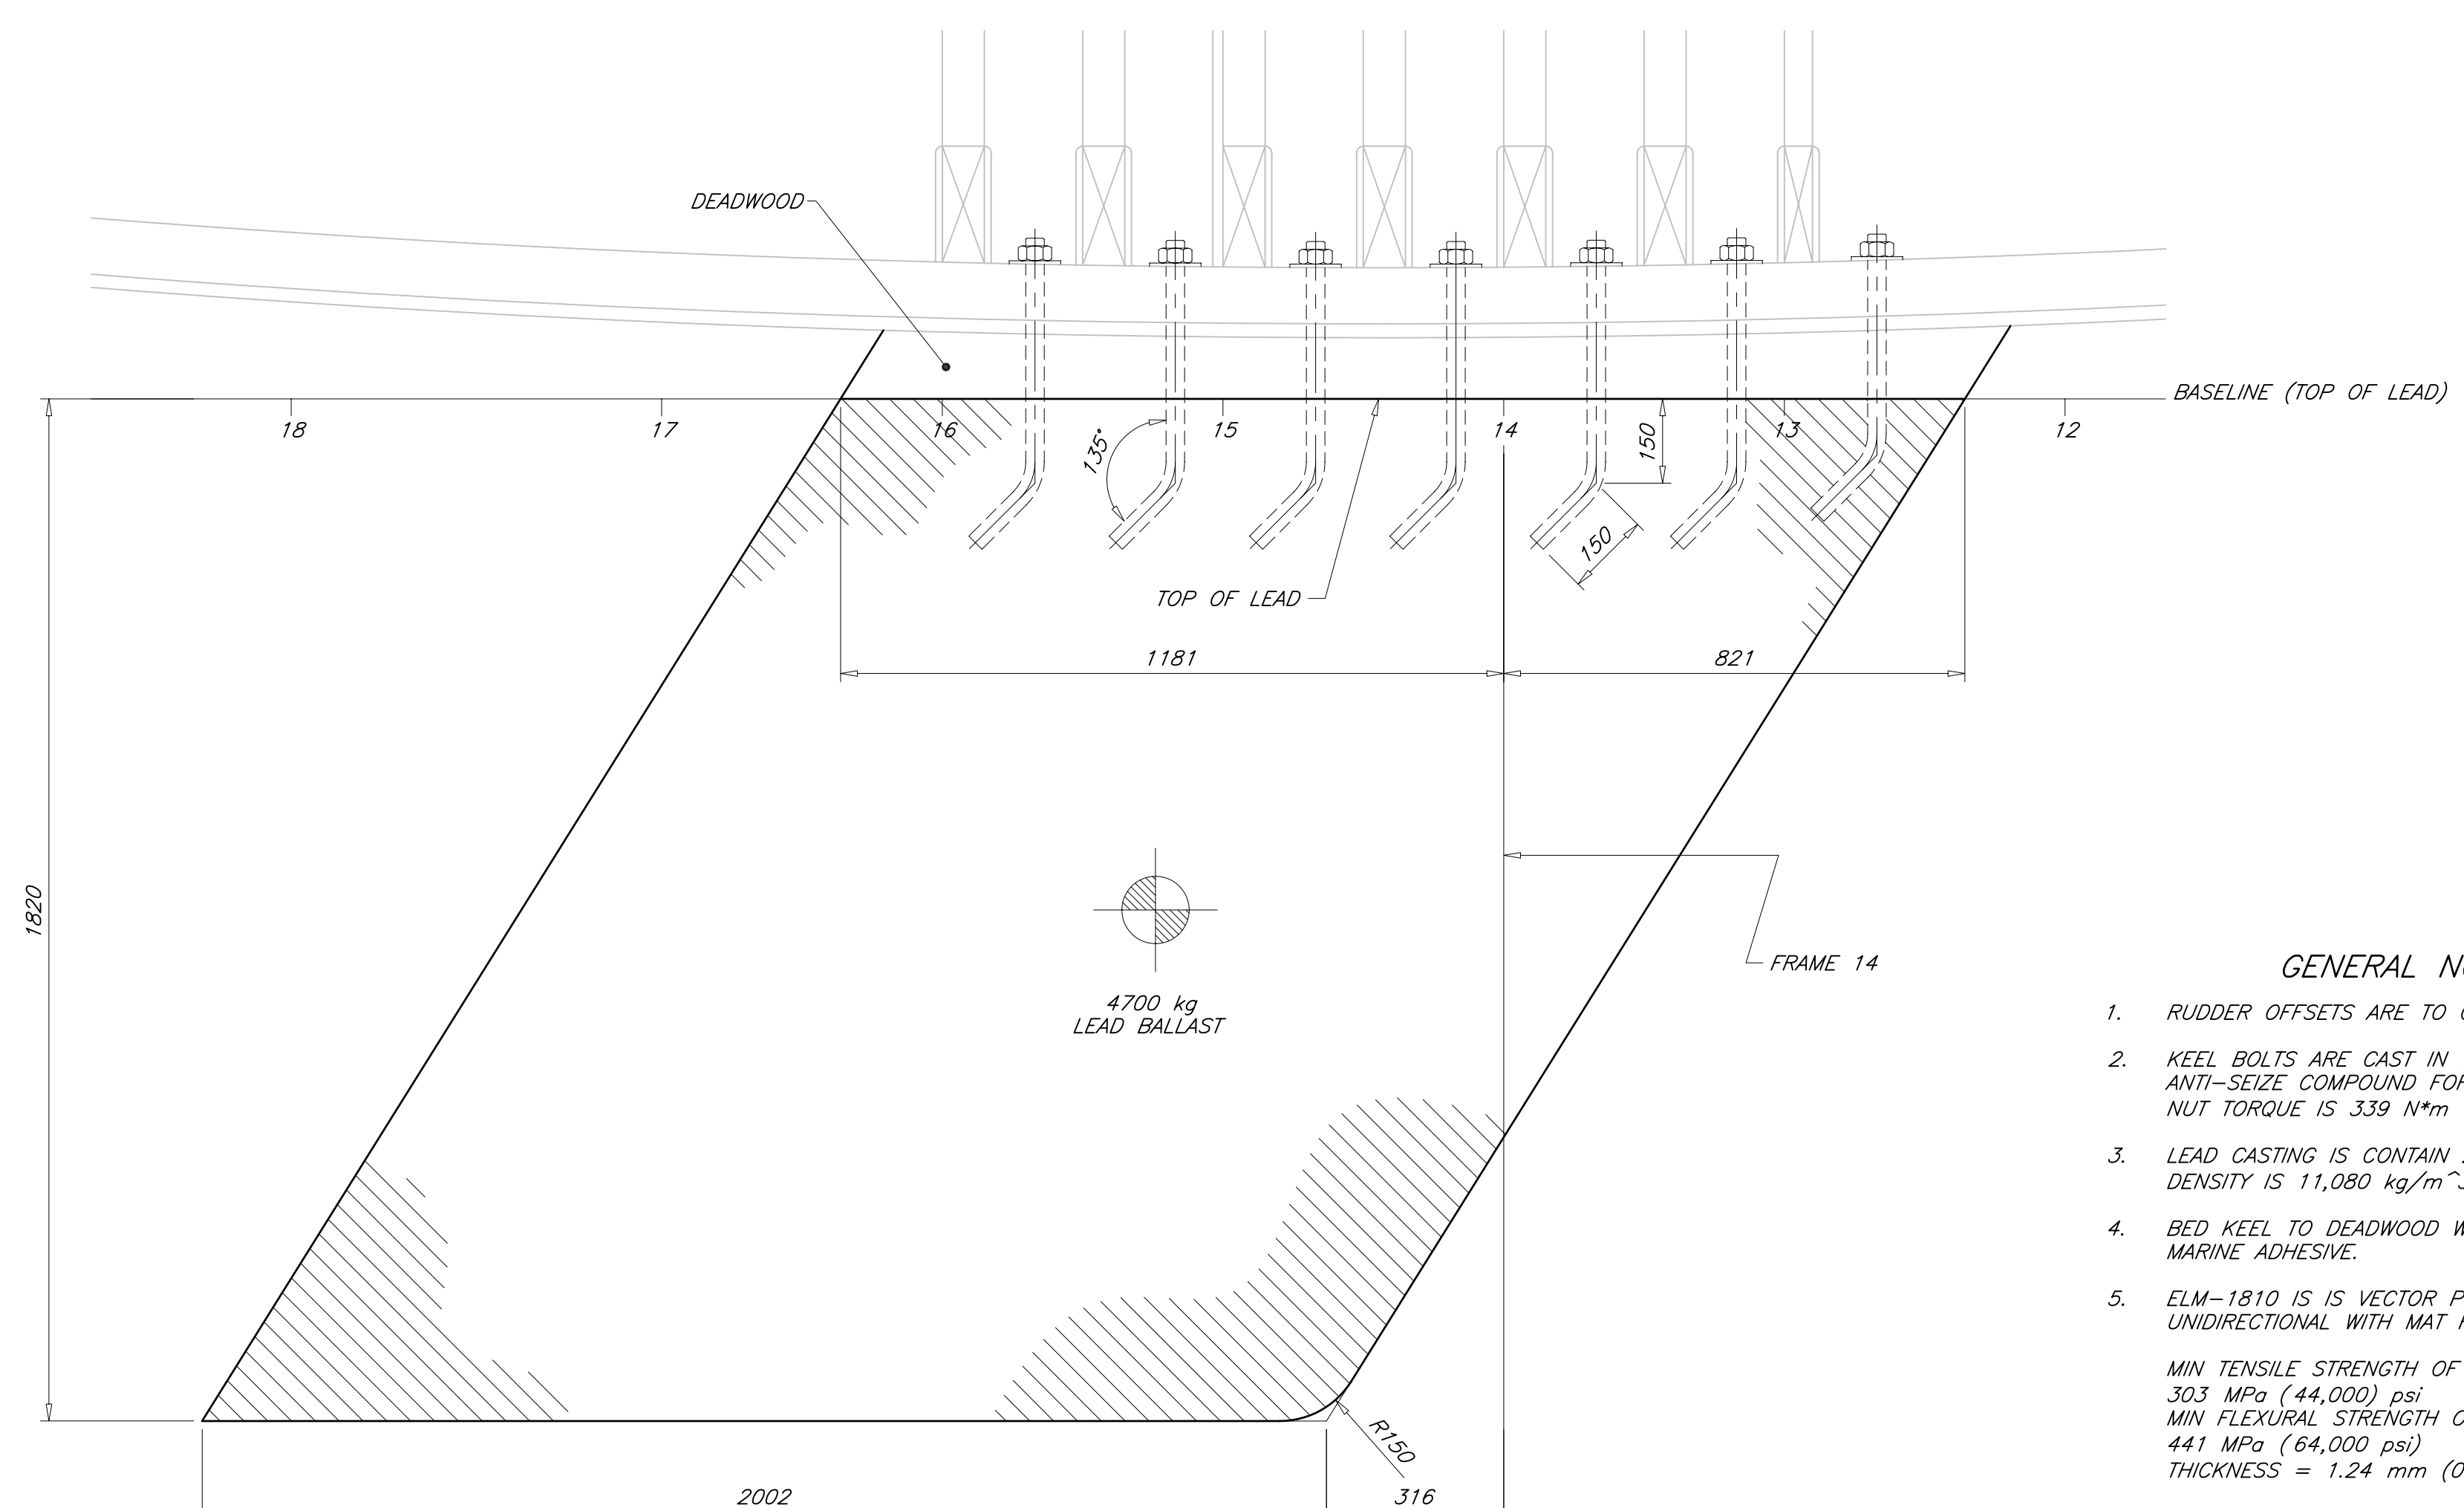 DEADWOOD
BASELINE (TOP OF LEAD)
18
17
16
15
14
13
12
135°
150
150
TOP OF LEAD
1181
821
1820
FRAME 14
4700 kg
LEAD BALLAST
R150
2002
316
GENERAL
1. RUDDER OFFSETS ARE TO
2. KEEL BOLTS ARE CAST IN
ANTI-SEIZE COMPOUND
NUT TORQUE IS 339 N*m
3. LEAD CASTING IS CONTAIN
DENSITY IS 11,080
4. BED KEEL TO DEADWOOD
MARINE ADHESIVE.
5. ELM-1810 IS IS VECTOR
UNIDIRECTIONAL WITH MAT
MIN TENSILE STRENGTH OF
303 MPa (44,000) psi
MIN FLEXURAL STRENGTH
441 MPa (64,000 psi)
THICKNESS = 1.24 mm